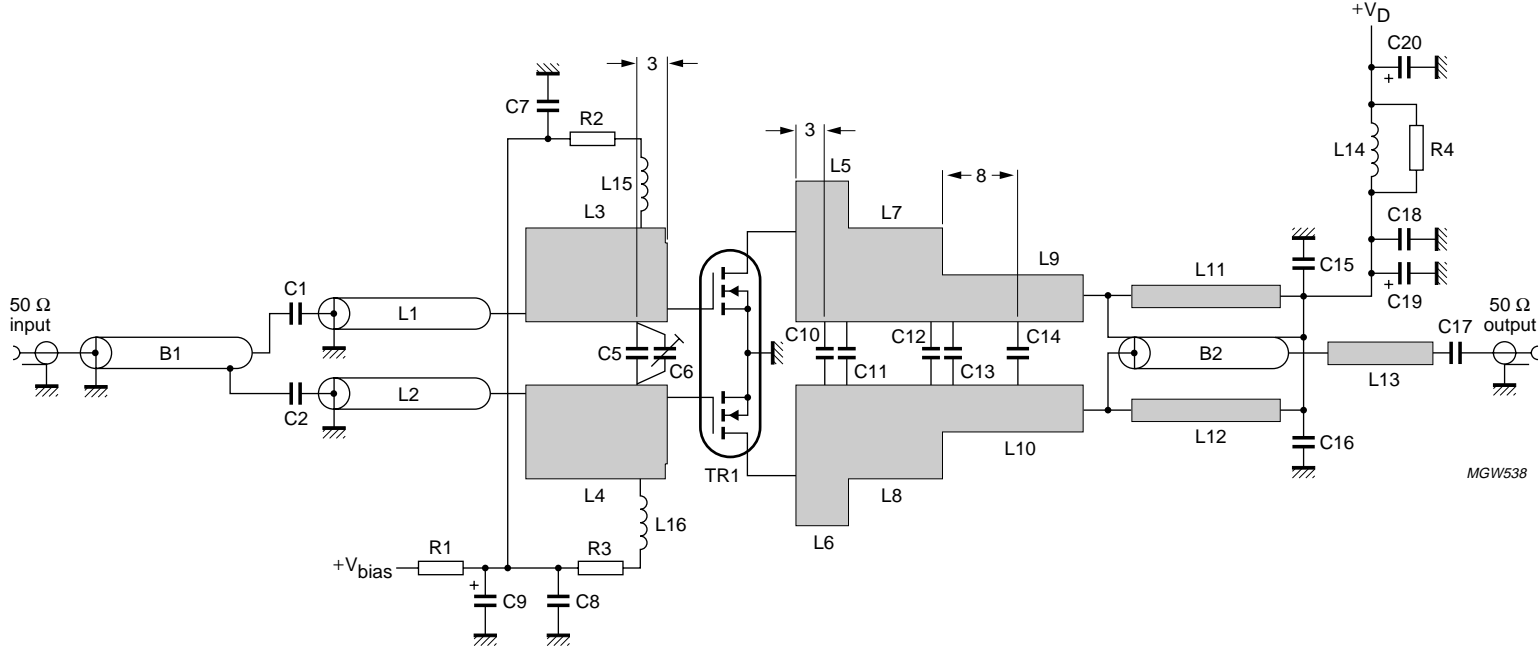 +VD
C20
3
C7
R2
3
L5
L14
R4
8
L15
L3
L7
C18
L9
C15
L11
C19
50 Ω
input
C1
L1
50 Ω
output
C17
B1
C5
C6
C10
C11
C12
C13
C14
B2
L13
C2
L2
L12
C16
L10
TR1
MGW538
L4
L8
L16
L6
R1
R3
+Vbias
+
C9
C8
+
+